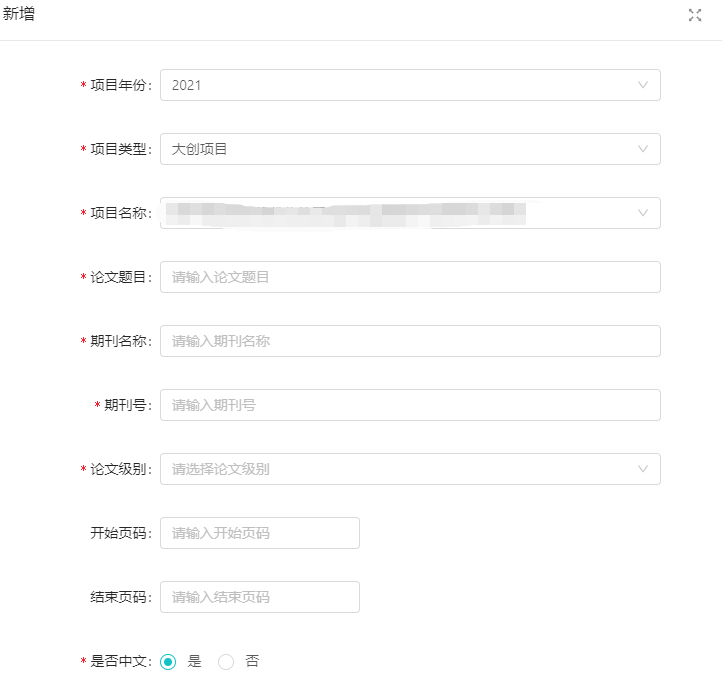 新增
* 项目年份： 2021
* 项目类型： 大创项目
* 项目名称：
* 论文题目： 请输入论文题目
* 期刊名称： 请输入期刊名称
* 期刊号： 请输入期刊号
* 论文级别： 请选择论文级别
开始页码： 请输入开始页码
结束页码： 请输入结束页码
* 是否中文： 是 否